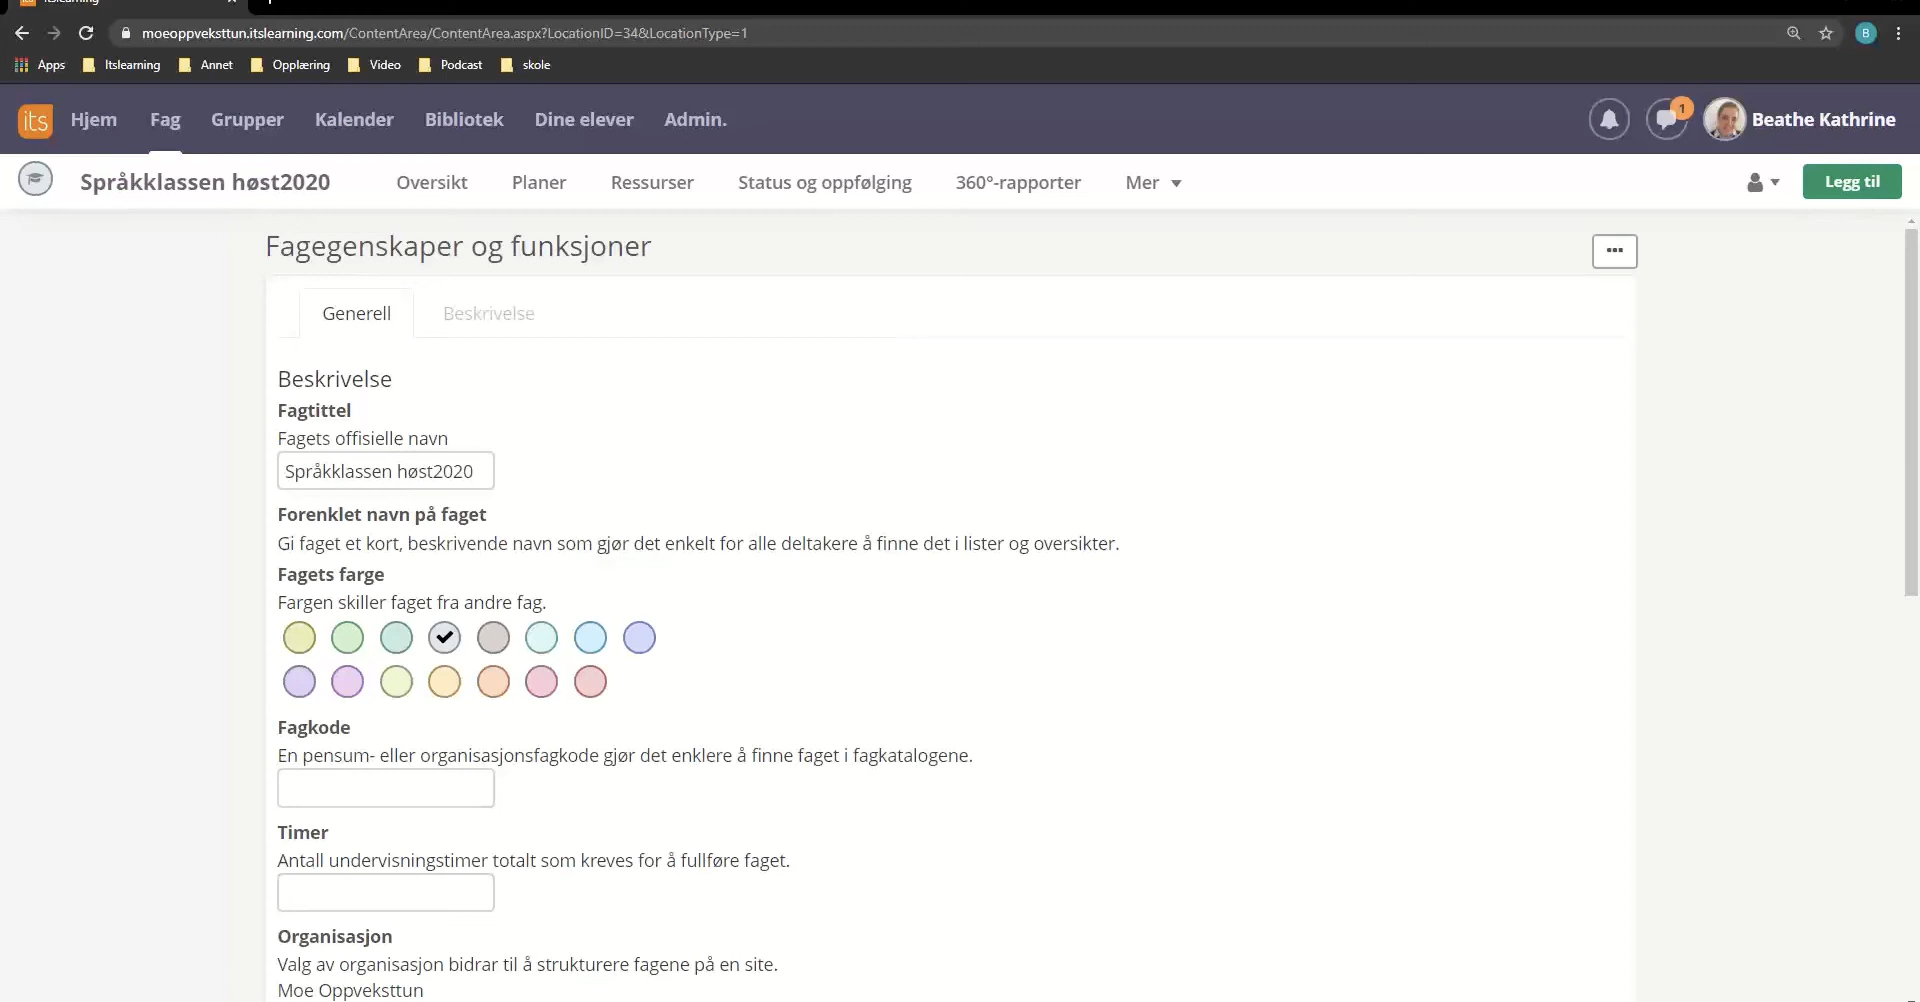 itslearning
moeoppveksttun.itslearning.com/ContentArea/ContentArea.aspx?LocationID=34&LocationType=1
B
Apps Itslearning Annet Opplæring Video Podcast skole
its Hjem Fag Grupper Kalender Bibliotek Dine elever Admin. 1 Beathe Kathrine
Språkklassen høst2020 Oversikt Planer Ressurser Status og oppfølging 360°-rapporter Mer Legg til
Fagegenskaper og funksjoner
Generell Beskrivelse
Beskrivelse
Fagtittel
Fagets offisielle navn
Språkklassen høst2020
Forenklet navn på faget
Gi faget et kort, beskrivende navn som gjør det enkelt for alle deltakere å finne det i lister og oversikter.
Fagets farge
Fargen skiller faget fra andre fag.
Fagkode
En pensum- eller organisasjonsfagkode gjør det enklere å finne faget i fagkatalogene.
Timer
Antall undervisningstimer totalt som kreves for å fullføre faget.
Organisasjon
Valg av organisasjon bidrar til å strukturere fagene på en site.
Moe Oppveksttun